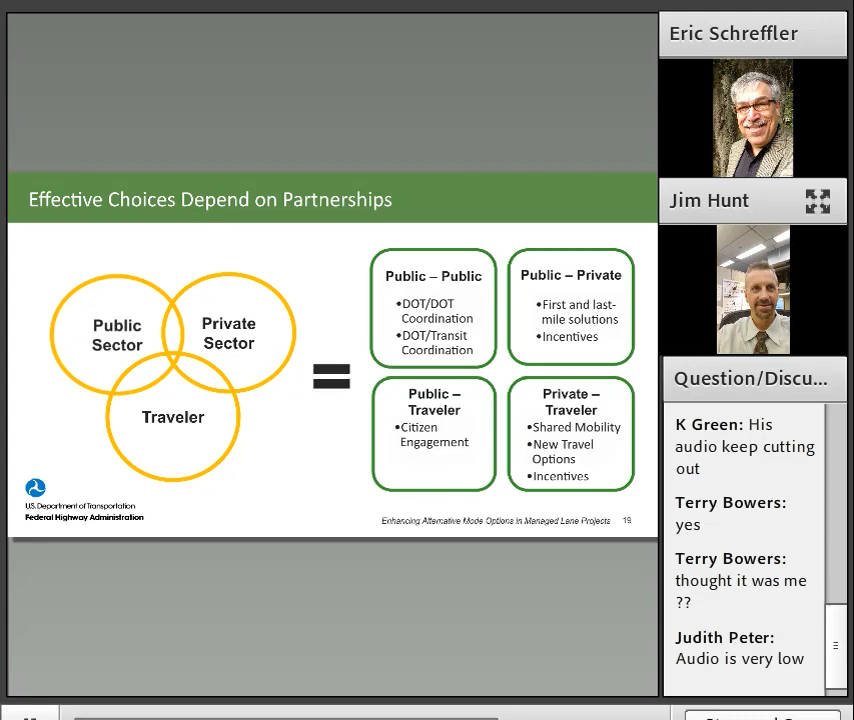 Eric Schreffler
Jim Hunt
Effective Choices Depend on Partnerships
Public
Sector
Private
Sector
Traveler
Public – Public
•DOT/DOT
Coordination
•DOT/Transit
Coordination
Public – Private
•First and last-
mile solutions
•Incentives
Public –
Traveler
•Citizen
Engagement
Private –
Traveler
•Shared Mobility
•New Travel
Options
•Incentives
U.S. Department of Transportation
Federal Highway Administration
Enhancing Alternative Mode Options in Managed Lane Projects 19
Question/Discu...
K Green: His
audio keep cutting
out
Terry Bowers:
yes
Terry Bowers:
thought it was me
??
Judith Peter:
Audio is very low